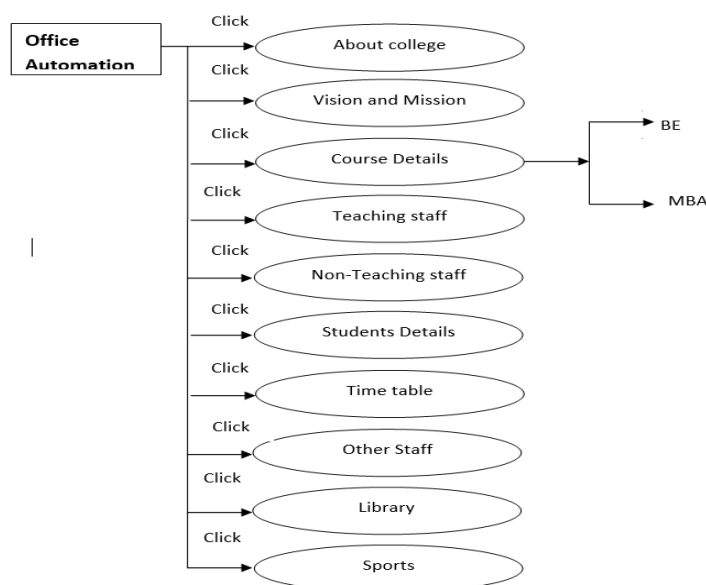 Office
Automation
Click
About college
Click
Vision and Mission
Click
Course Details
BE
MBA
Click
Teaching staff
Click
Non-Teaching staff
Click
Students Details
Click
Time table
Click
Other Staff
Click
Library
Click
Sports